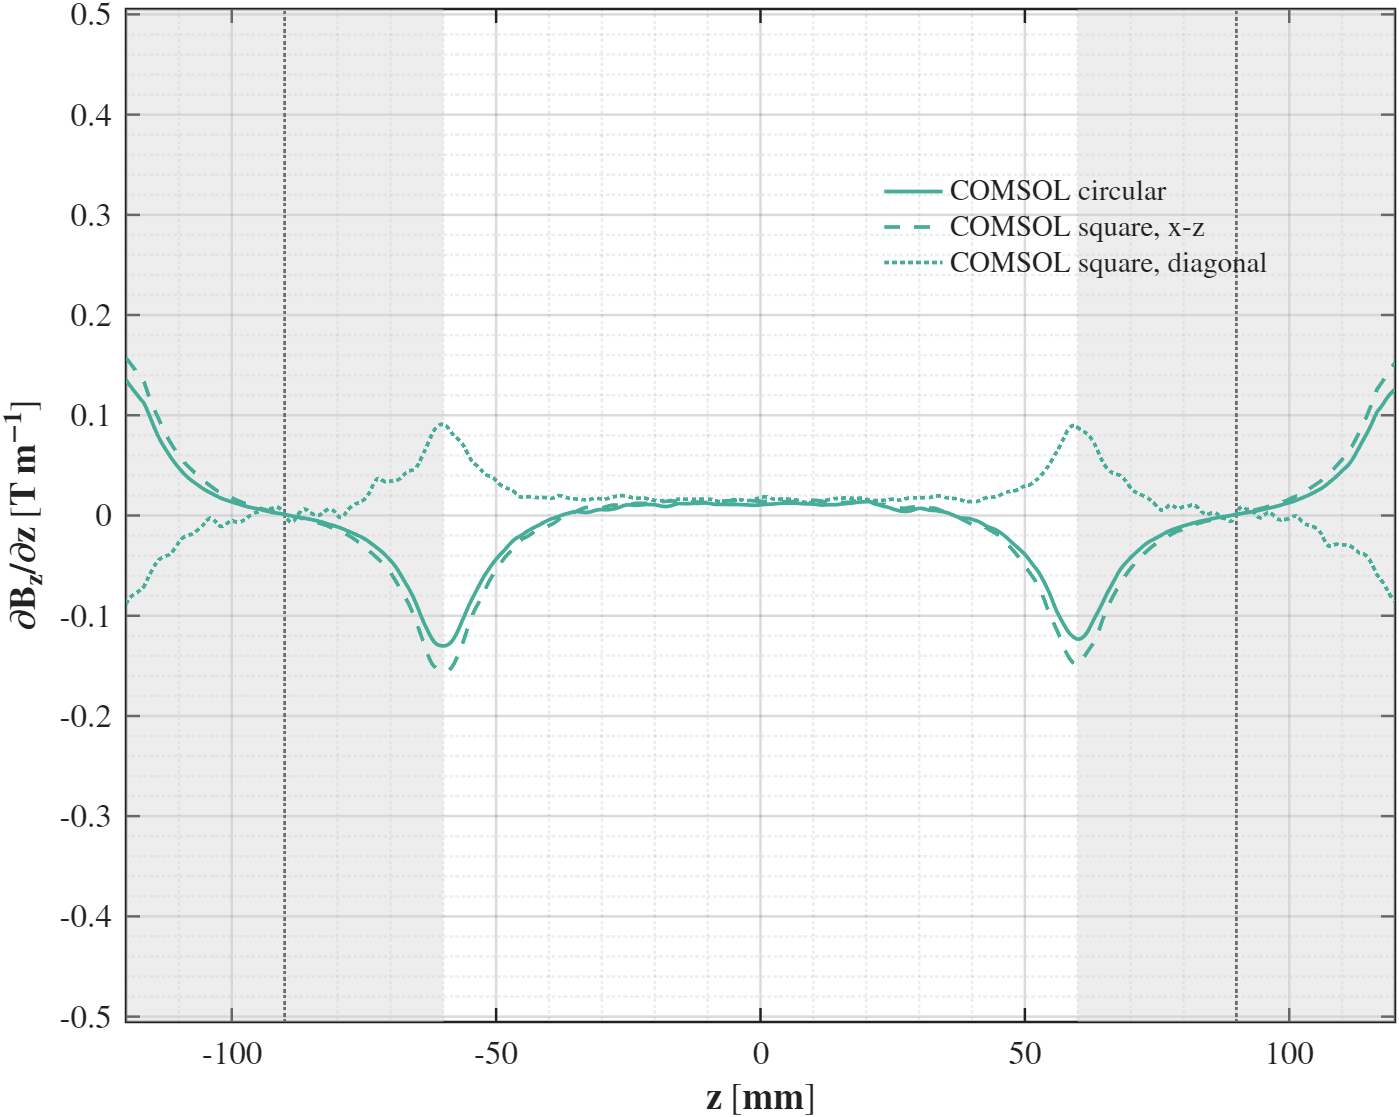 0.5
0.4
0.3
0.2
0.1
0
-0.1
-0.2
-0.3
-0.4
-0.5
∂B_z/∂z [T m⁻¹]
COMSOL circular
COMSOL square, x-z
COMSOL square, diagonal
-100 -50 0 50 100
z [mm]